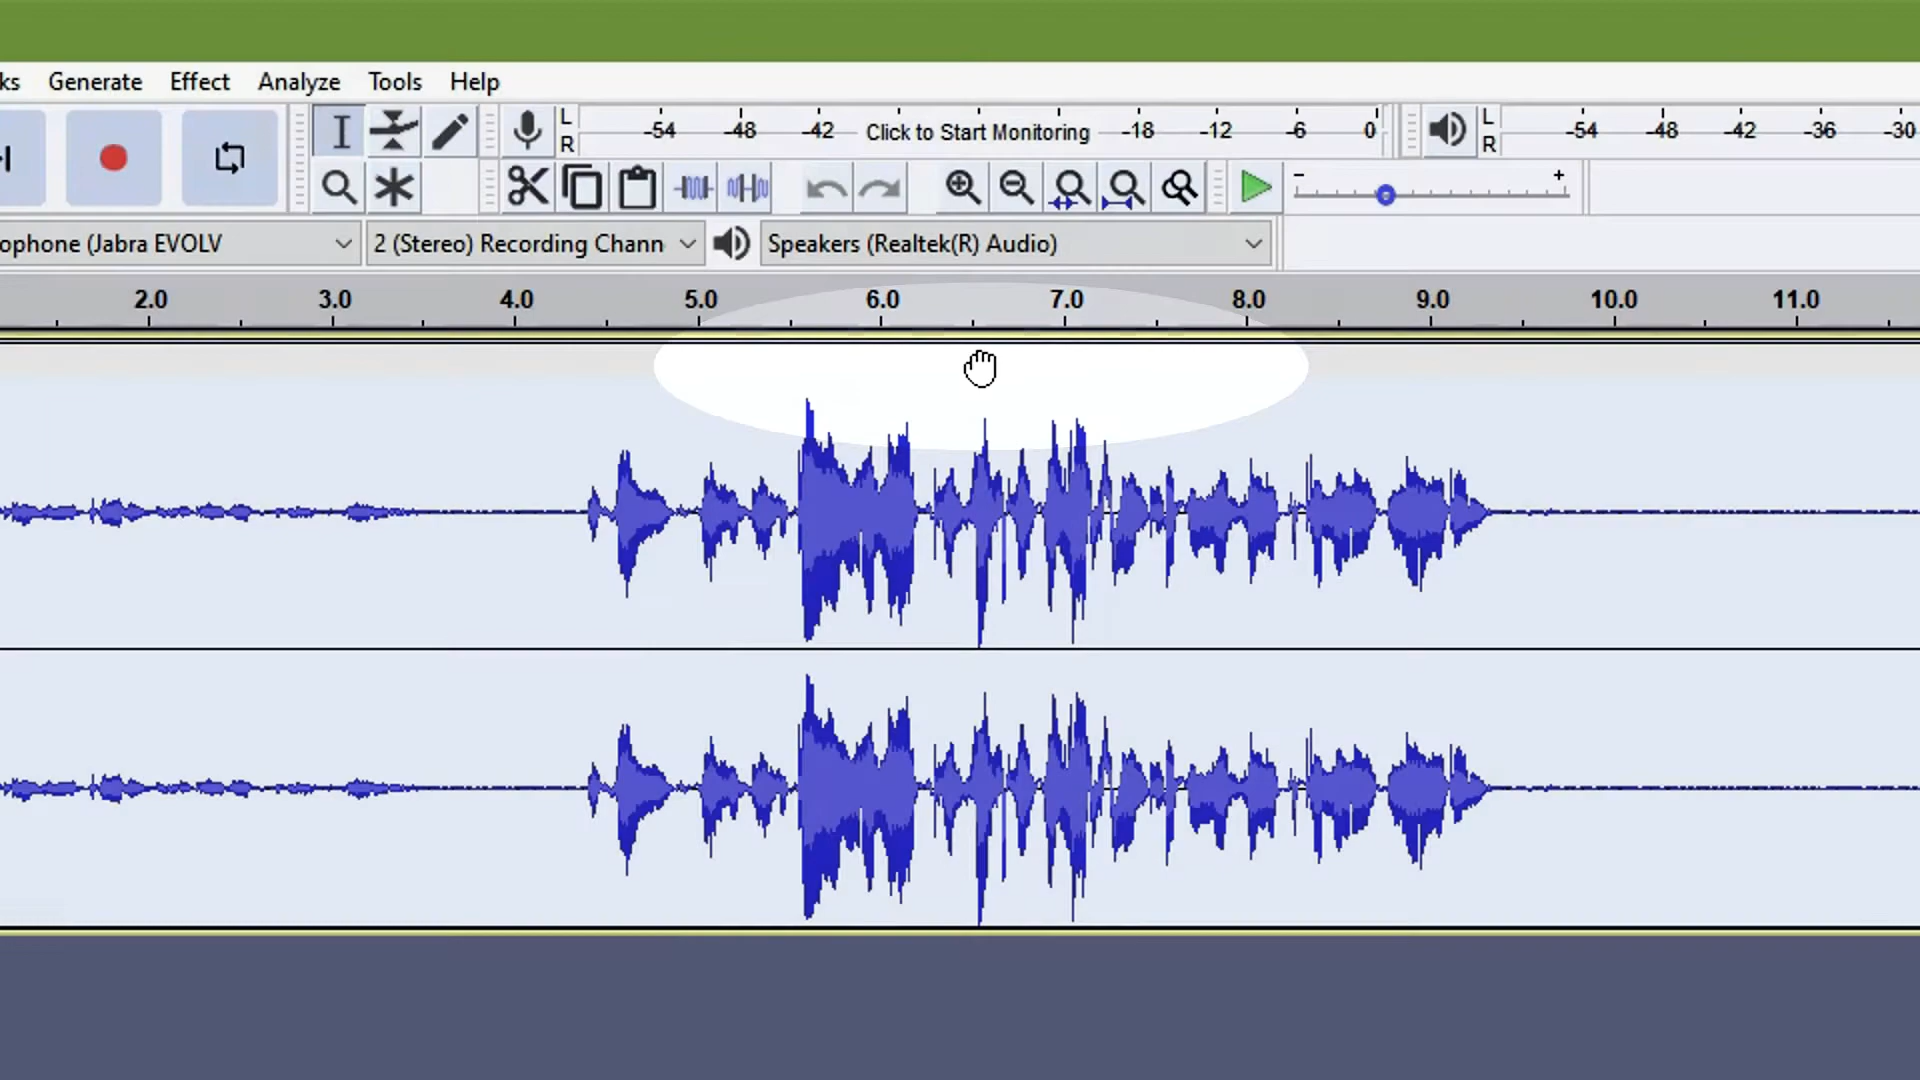 ks Generate Effect Analyze Tools Help
L -54 -48 -42 Click to Start Monitoring -18 -12 -6 0 L -54 -48 -42 -36 -30
R R
- +
ophone (Jabra EVOLV 2 (Stereo) Recording Chann Speakers (Realtek(R) Audio)
2.0 3.0 4.0 5.0 6.0 7.0 8.0 9.0 10.0 11.0